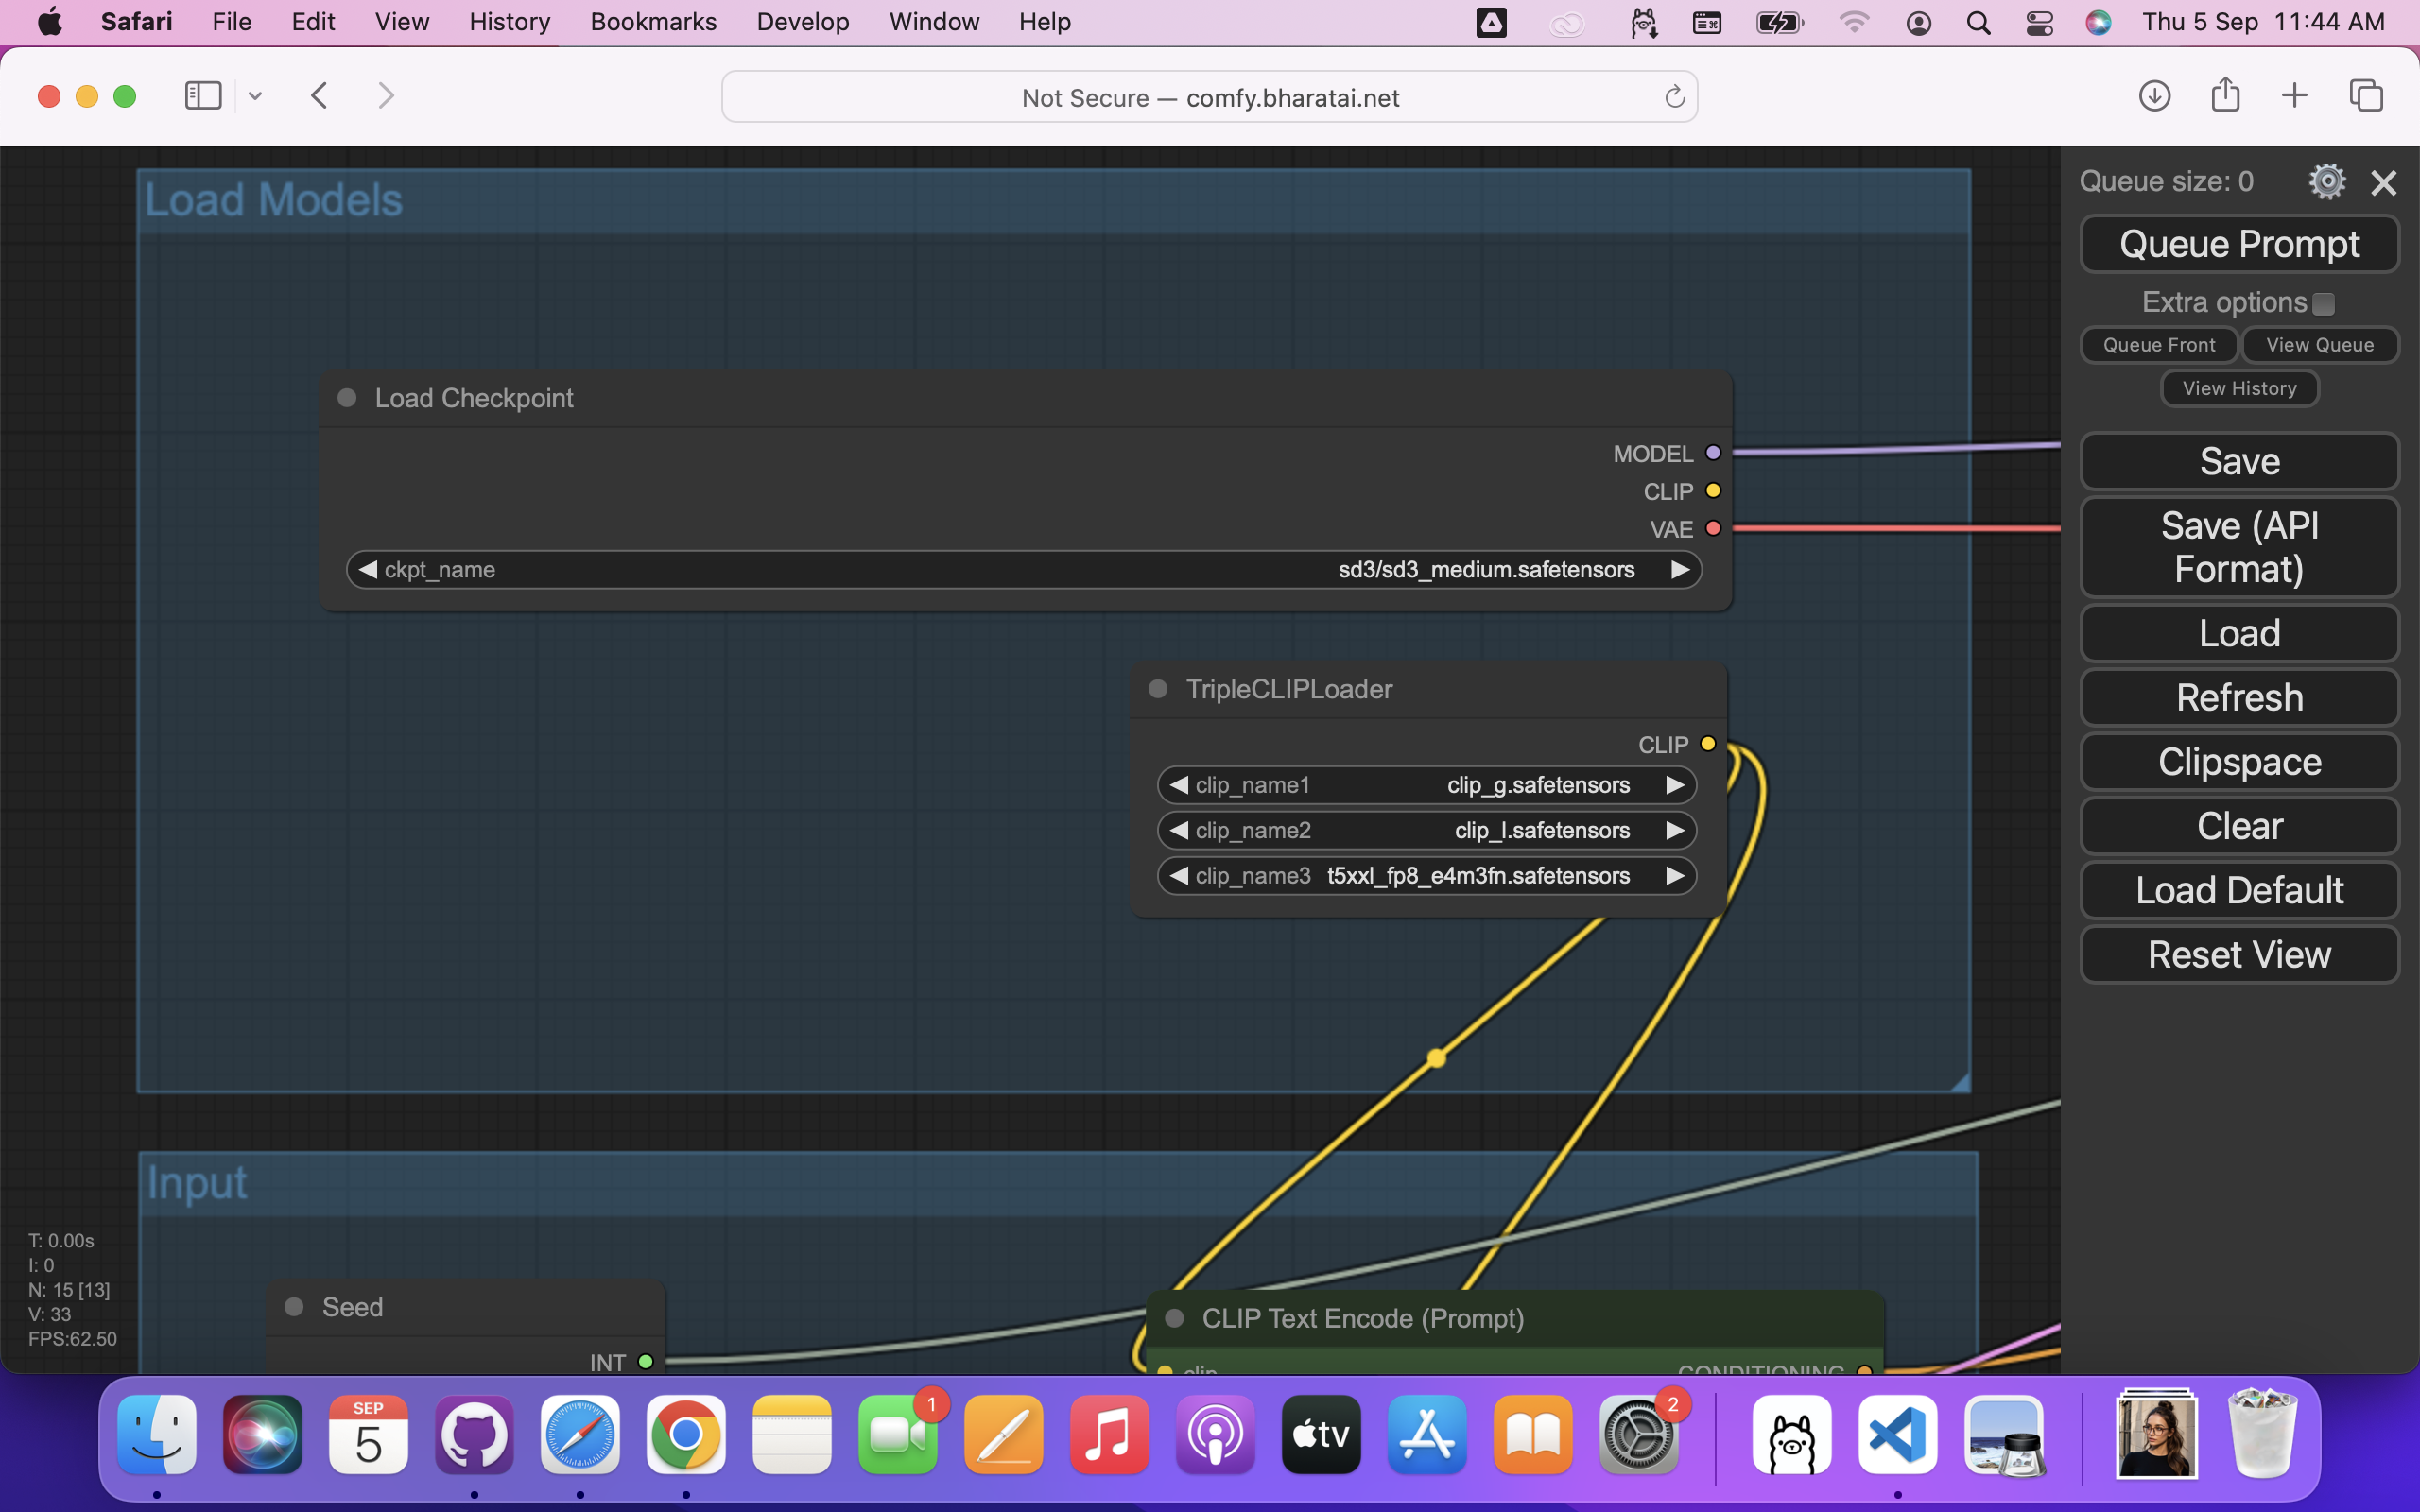 Safari File Edit View History Bookmarks Develop Window Help Thu 5 Sep 11:44 AM
Not Secure — comfy.bharatai.net
Load Models
Load Checkpoint
MODEL
CLIP
VAE
ckpt_name sd3/sd3_medium.safetensors
TripleCLIPLoader
CLIP
clip_name1 clip_g.safetensors
clip_name2 clip_l.safetensors
clip_name3 t5xxl_fp8_e4m3fn.safetensors
Input
Seed
INT
CLIP Text Encode (Prompt)
clip CONDITIONING
T: 0.00s
I: 0
N: 15 [13]
V: 33
FPS:62.50
Queue size: 0
Queue Prompt
Extra options
Queue Front View Queue
View History
Save
Save (API
Format)
Load
Refresh
Clipspace
Clear
Load Default
Reset View
SEP
5
1
tv
2